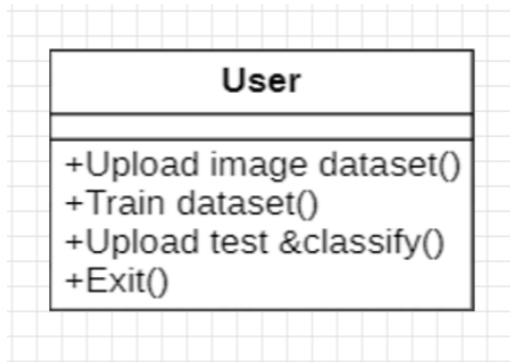 User
+Upload image dataset()
+Train dataset()
+Upload test &classify()
+Exit()